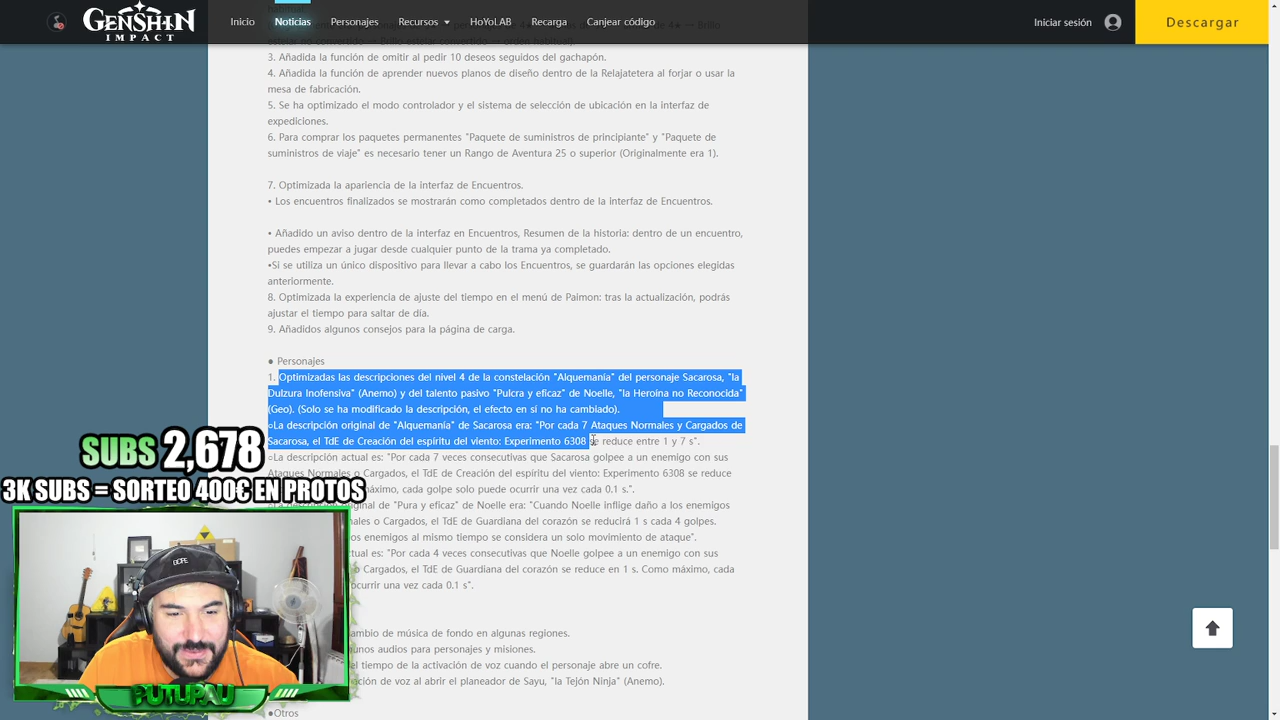 GENSHIN
IMPACT
Inicio
Noticias
Personajes
Recursos
HoYoLAB
Recarga
Canjear código
Iniciar sesión
Descargar
3. Añadida la función de omitir al pedir 10 deseos seguidos del gachapón.
4. Añadida la función de aprender nuevos planos de diseño dentro de la Relajatetera al forjar o usar la
mesa de fabricación.
5. Se ha optimizado el modo controlador y el sistema de selección de ubicación en la interfaz de
expediciones.
6. Para comprar los paquetes permanentes "Paquete de suministros de principiante" y "Paquete de
suministros de viaje" es necesario tener un Rango de Aventura 25 o superior (Originalmente era 1).
7. Optimizada la apariencia de la interfaz de Encuentros.
• Los encuentros finalizados se mostrarán como completados dentro de la interfaz de Encuentros.
• Añadido un aviso dentro de la interfaz en Encuentros, Resumen de la historia: dentro de un encuentro,
puedes empezar a jugar desde cualquier punto de la trama ya completado.
•Si se utiliza un único dispositivo para llevar a cabo los Encuentros, se guardarán las opciones elegidas
anteriormente.
8. Optimizada la experiencia de ajuste del tiempo en el menú de Paimon: tras la actualización, podrás
ajustar el tiempo para saltar de día.
9. Añadidos algunos consejos para la página de carga.
● Personajes
1. Optimizadas las descripciones del nivel 4 de la constelación "Alquemanía" del personaje Sacarosa, "la
Dulzura Inofensiva" (Anemo) y del talento pasivo "Pulcra y eficaz" de Noelle, "la Heroína no Reconocida"
(Geo). (Solo se ha modificado la descripción, el efecto en sí no ha cambiado).
○La descripción original de "Alquemanía" de Sacarosa era: "Por cada 7 Ataques Normales y Cargados de
Sacarosa, el TdE de Creación del espíritu del viento: Experimento 6308 se reduce entre 1 y 7 s".
○La descripción actual es: "Por cada 7 veces consecutivas que Sacarosa golpee a un enemigo con sus
Ataques Normales o Cargados, el TdE de Creación del espíritu del viento: Experimento 6308 se reduce
máximo, cada golpe solo puede ocurrir una vez cada 0.1 s.".
original de "Pura y eficaz" de Noelle era: "Cuando Noelle inflige daño a los enemigos
o Cargados, el TdE de Guardiana del corazón se reducirá 1 s cada 4 golpes.
los enemigos al mismo tiempo se considera un solo movimiento de ataque".
actual es: "Por cada 4 veces consecutivas que Noelle golpee a un enemigo con sus
o Cargados, el TdE de Guardiana del corazón se reduce en 1 s. Como máximo, cada
ocurrir una vez cada 0.1 s".
de música de fondo en algunas regiones.
audios para personajes y misiones.
el tiempo de la activación de voz cuando el personaje abre un cofre.
de voz al abrir el planeador de Sayu, "la Tejón Ninja" (Anemo).
●Otros
SUBS 2,678
3K SUBS = SORTEO 400€ EN PROTOS
DOPE
PUTUPAU